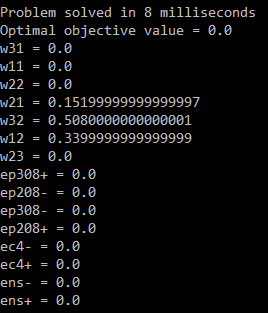 Problem solved in 8 milliseconds
Optimal objective value = 0.0
w31 = 0.0
w11 = 0.0
w22 = 0.0
w21 = 0.15199999999999997
w32 = 0.5080000000000001
w12 = 0.3399999999999999
w23 = 0.0
ep308+ = 0.0
ep208- = 0.0
ep308- = 0.0
ep208+ = 0.0
ec4- = 0.0
ec4+ = 0.0
ens- = 0.0
ens+ = 0.0